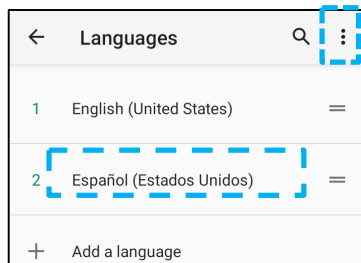 Languages
1 English (United States)
2 Español (Estados Unidos)
Add a language